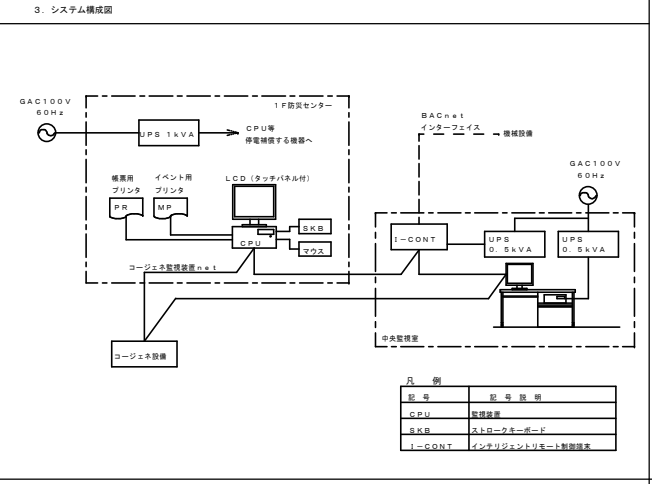 3．システム構成図
GAC100V
60Hz
1F防災センター
UPS 1kVA
CPU等
停電補償する機器へ
帳票用
プリンタ
イベント用
プリンタ
LCD（タッチパネル付）
PR
MP
CPU
SKB
マウス
コージェネ監視装置net
コージェネ設備
BACnet
インターフェイス
機械設備
GAC100V
60Hz
I－CONT
UPS
0．5kVA
UPS
0．5kVA
中央監視室
凡　例
記　号
記　号　説　明
CPU
監視装置
SKB
ストロークキーボード
I－CONT
インテリジェントリモート制御端末